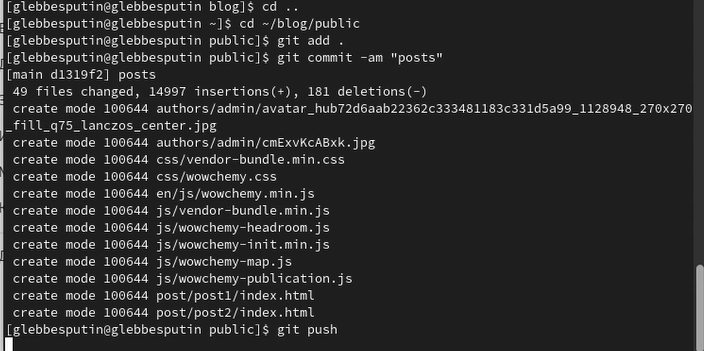 [glebbesputin@glebbesputin blog]$ cd ..
[glebbesputin@glebbesputin ~]$ cd ~/blog/public
[glebbesputin@glebbesputin public]$ git add .
[glebbesputin@glebbesputin public]$ git commit -am "posts"
[main d1319f2] posts
 49 files changed, 14997 insertions(+), 181 deletions(-)
 create mode 100644 authors/admin/avatar_hub72d6aab22362c333481183c331d5a99_1128948_270x270
_fill_q75_lanczos_center.jpg
 create mode 100644 authors/admin/cmExvKcABxk.jpg
 create mode 100644 css/vendor-bundle.min.css
 create mode 100644 css/wowchemy.css
 create mode 100644 en/js/wowchemy.min.js
 create mode 100644 js/vendor-bundle.min.js
 create mode 100644 js/wowchemy-headroom.js
 create mode 100644 js/wowchemy-init.min.js
 create mode 100644 js/wowchemy-map.js
 create mode 100644 js/wowchemy-publication.js
 create mode 100644 post/post1/index.html
 create mode 100644 post/post2/index.html
[glebbesputin@glebbesputin public]$ git push